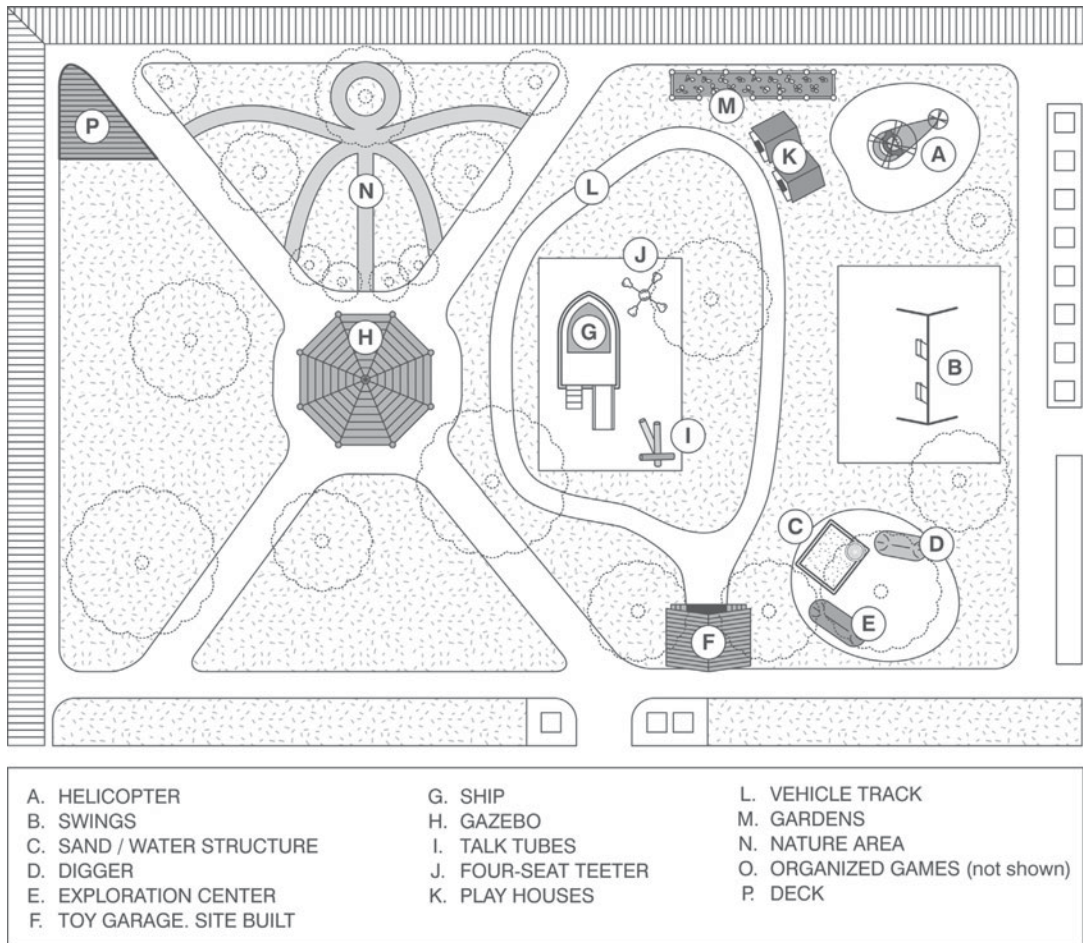 P
M
A
K
N
L
J
G
H
B
I
C
D
E
F
A. HELICOPTER
B. SWINGS
C. SAND / WATER STRUCTURE
D. DIGGER
E. EXPLORATION CENTER
F. TOY GARAGE. SITE BUILT
G. SHIP
H. GAZEBO
I. TALK TUBES
J. FOUR-SEAT TEETER
K. PLAY HOUSES
L. VEHICLE TRACK
M. GARDENS
N. NATURE AREA
O. ORGANIZED GAMES (not shown)
P. DECK